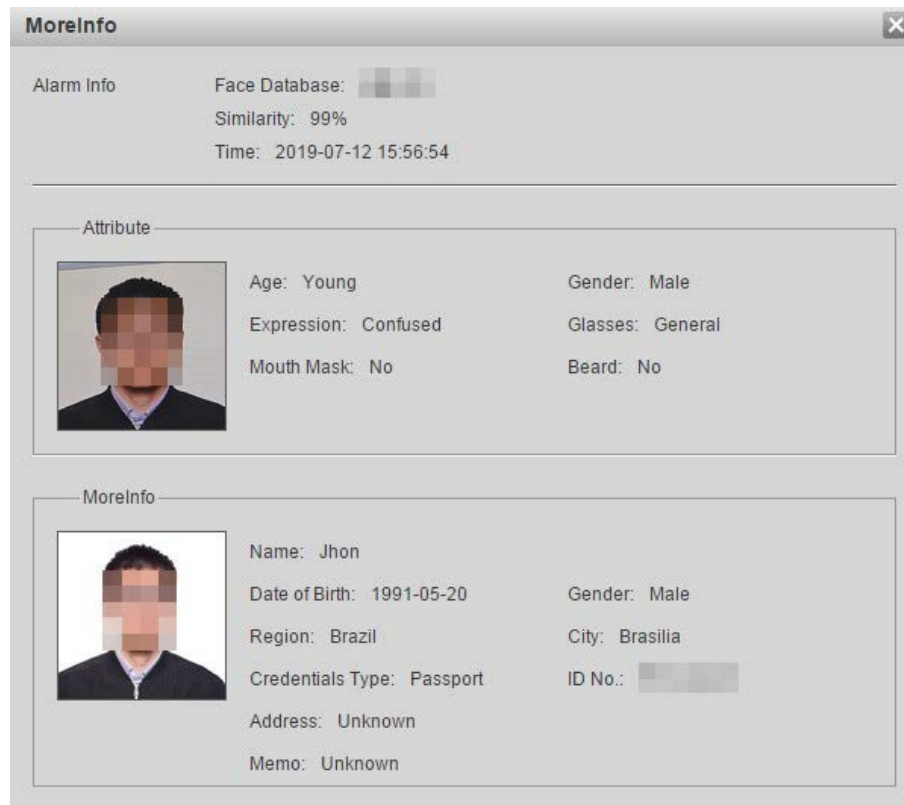 MoreInfo
Alarm Info Face Database:
Similarity: 99%
Time: 2019-07-12 15:56:54
Attribute
Age: Young Gender: Male
Expression: Confused Glasses: General
Mouth Mask: No Beard: No
MoreInfo
Name: Jhon
Date of Birth: 1991-05-20 Gender: Male
Region: Brazil City: Brasilia
Credentials Type: Passport ID No.:
Address: Unknown
Memo: Unknown